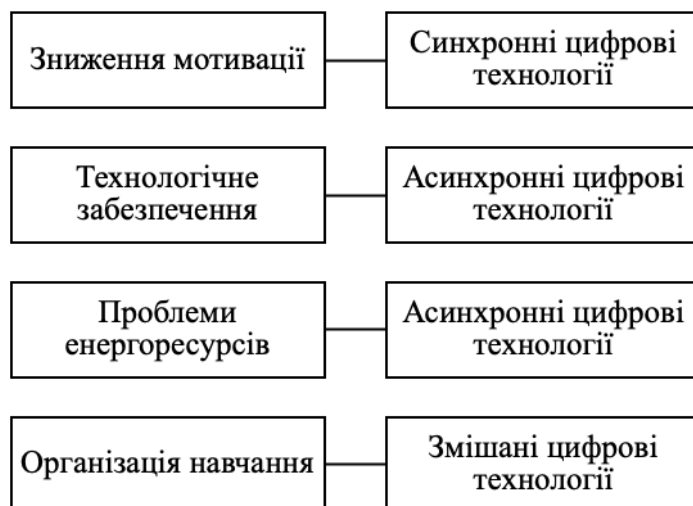 Зниження мотивації
Синхронні цифрові
технології
Технологічне
забезпечення
Асинхронні цифрові
технології
Проблеми
енергоресурсів
Асинхронні цифрові
технології
Організація навчання
Змішані цифрові
технології